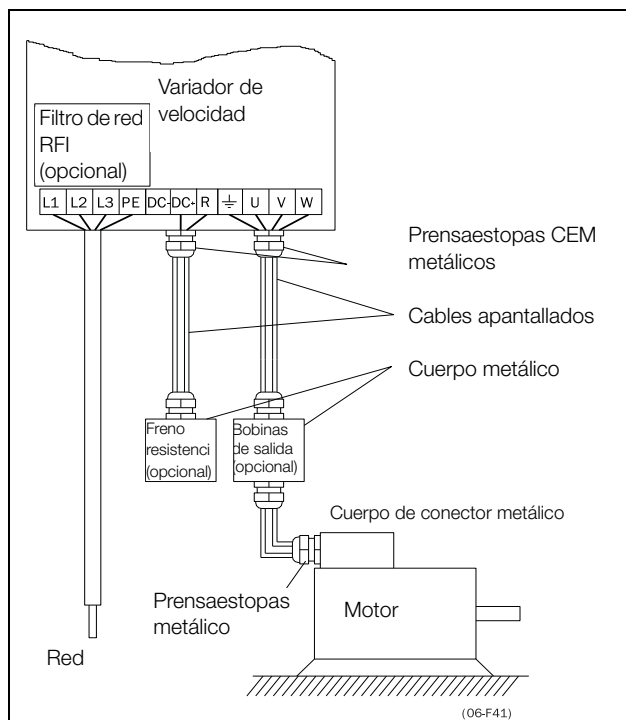 Variador de
velocidad
Filtro de red
RFI
(opcional)
L1 L2 L3 PE DC- DC+ R U V W
Prensaestopas CEM
metálicos
Cables apantallados
Cuerpo metálico
Freno
resistenci
(opcional)
Bobinas
de salida
(opcional)
Cuerpo de conector metálico
Prensaestopas
metálico
Motor
Red
(06-F41)